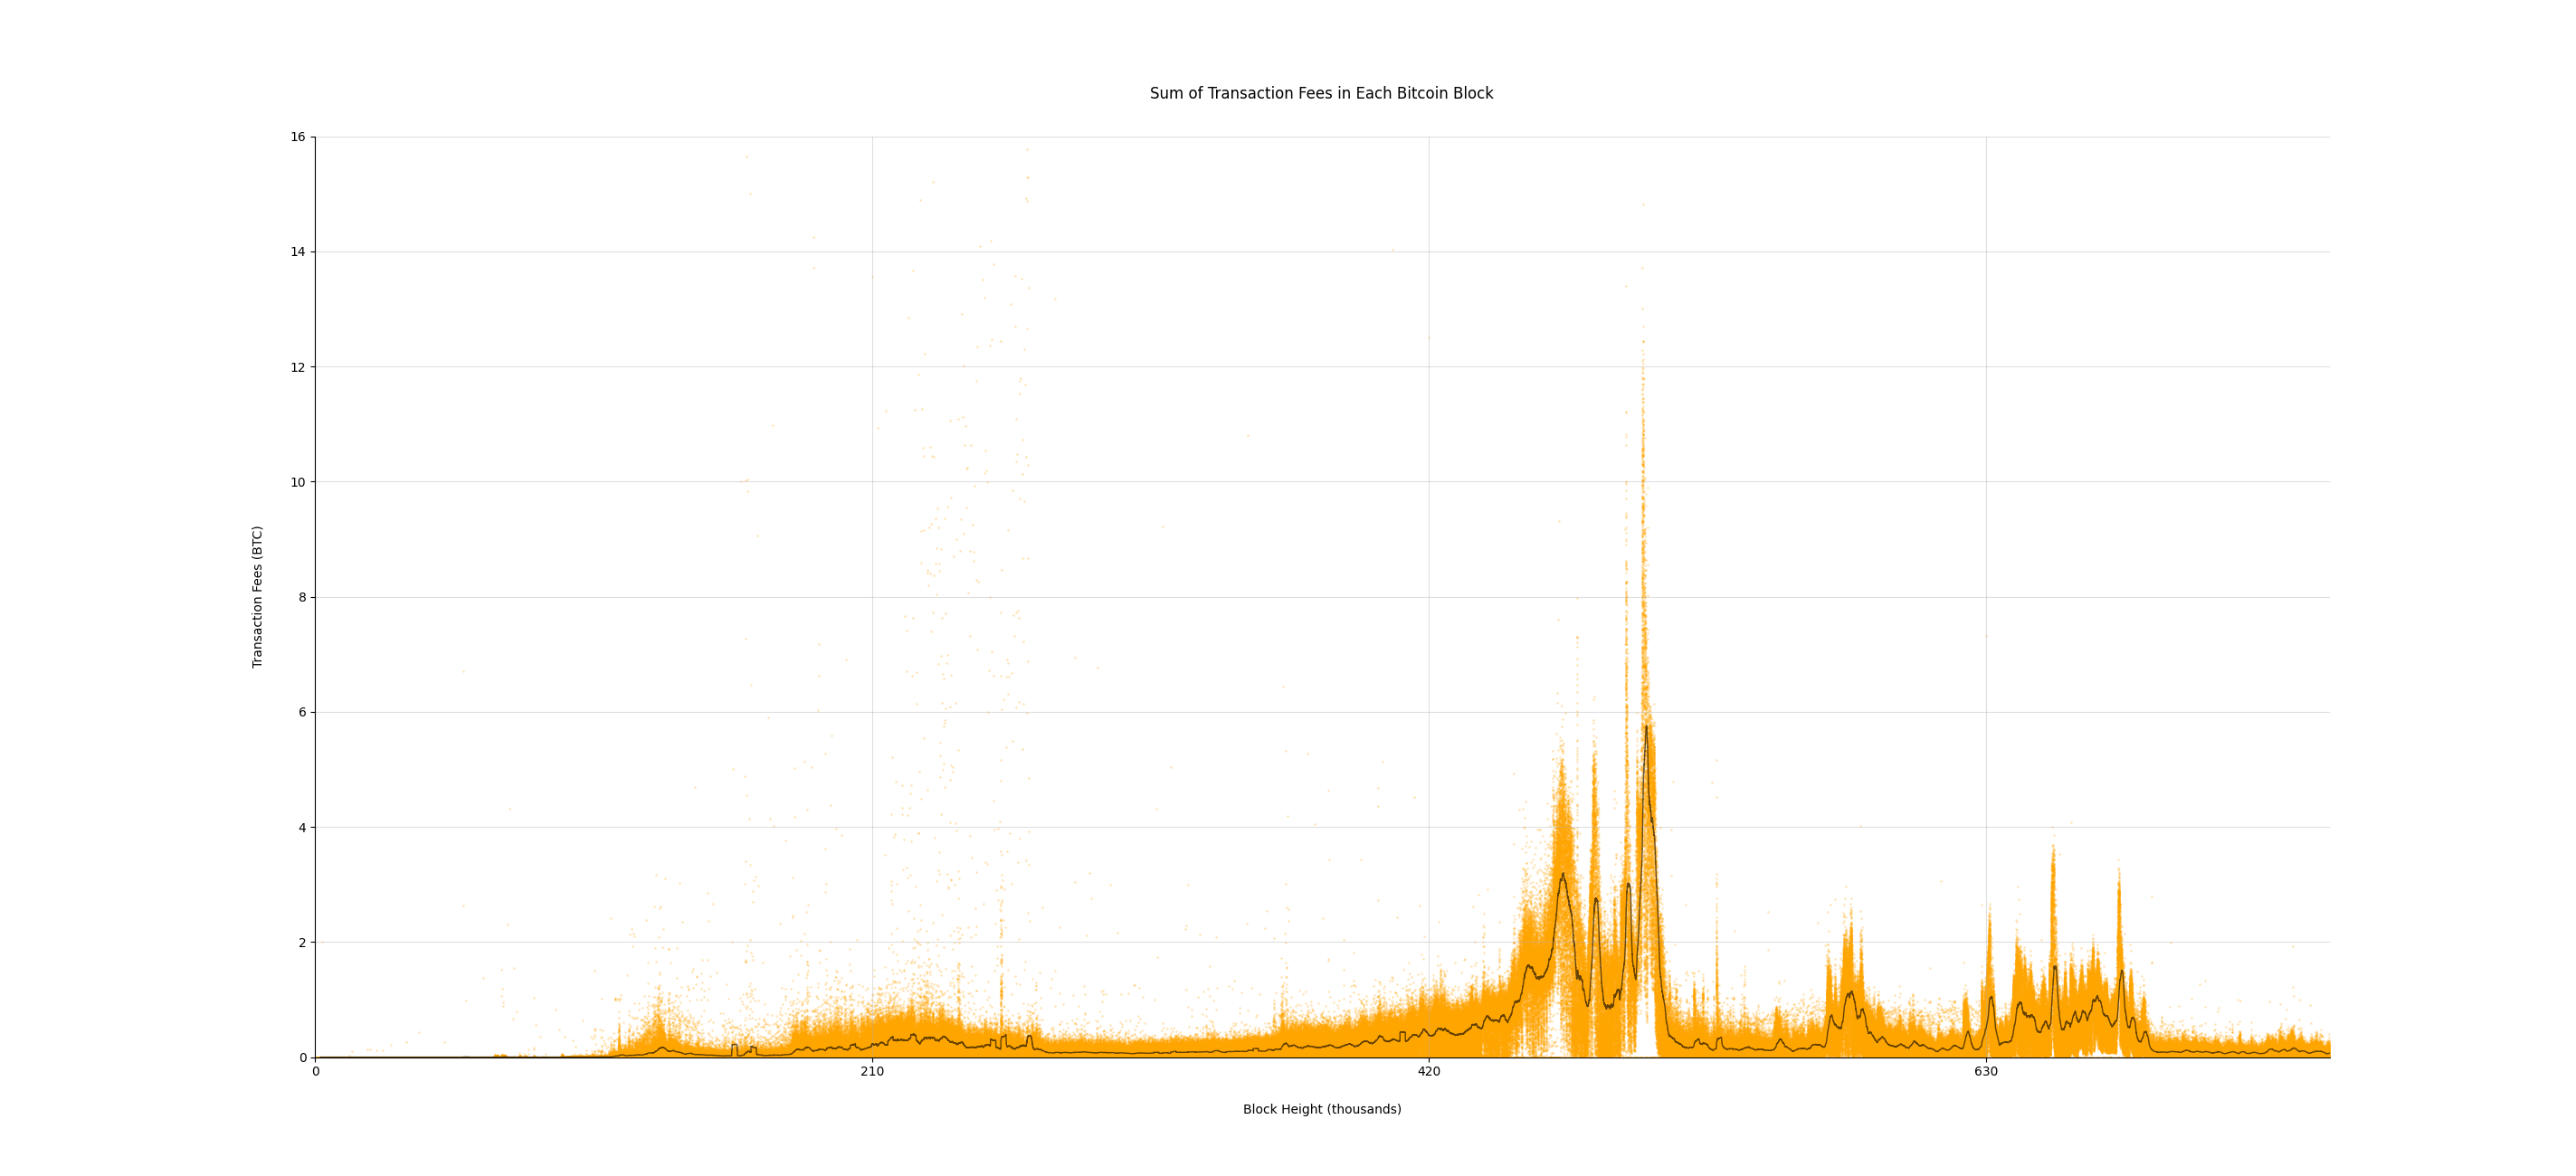 Sum of Transaction Fees in Each Bitcoin Block
16
14
12
10
8
6
4
2
0
Transaction Fees (BTC)
0 210 420 630
Block Height (thousands)